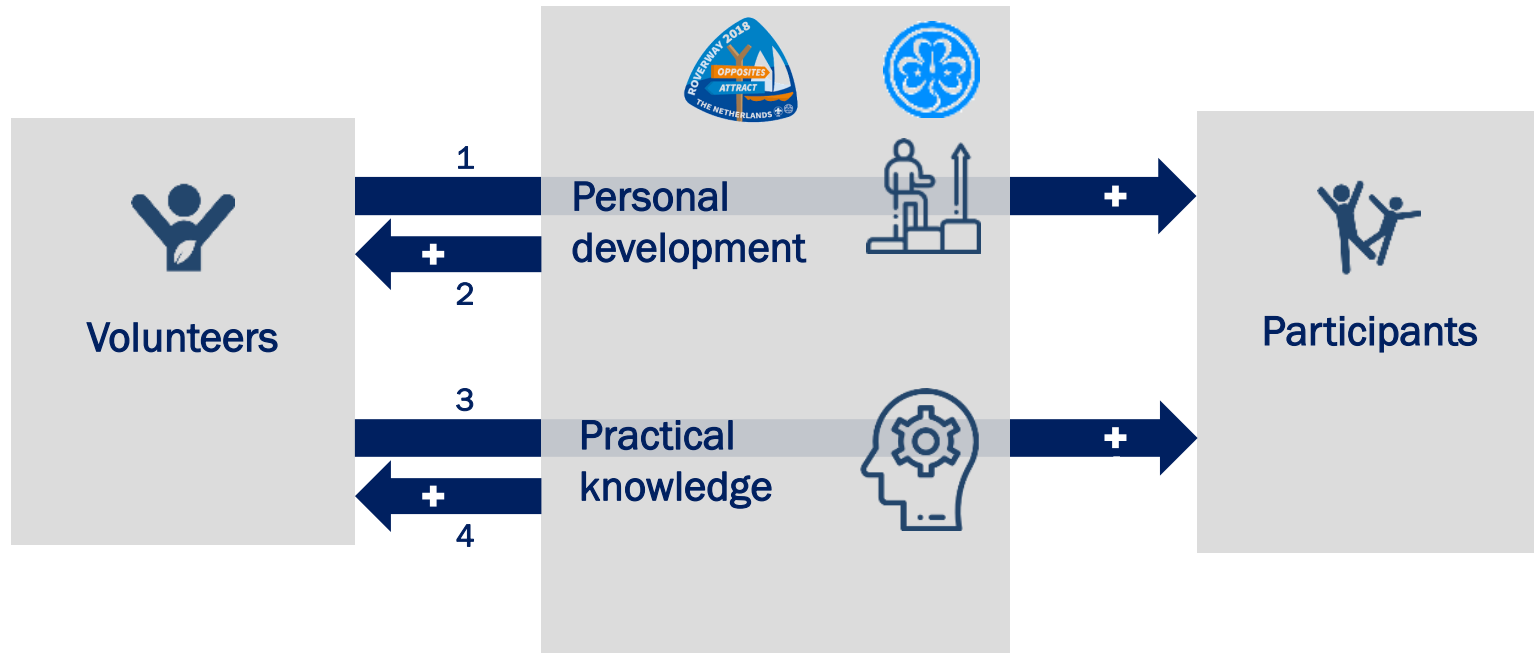 ROVERWAY 2018
OPPOSITES
ATTRACT
THE NETHERLANDS
Volunteers
1
+
2
+
Personal
development
3
+
4
+
Practical
knowledge
Participants